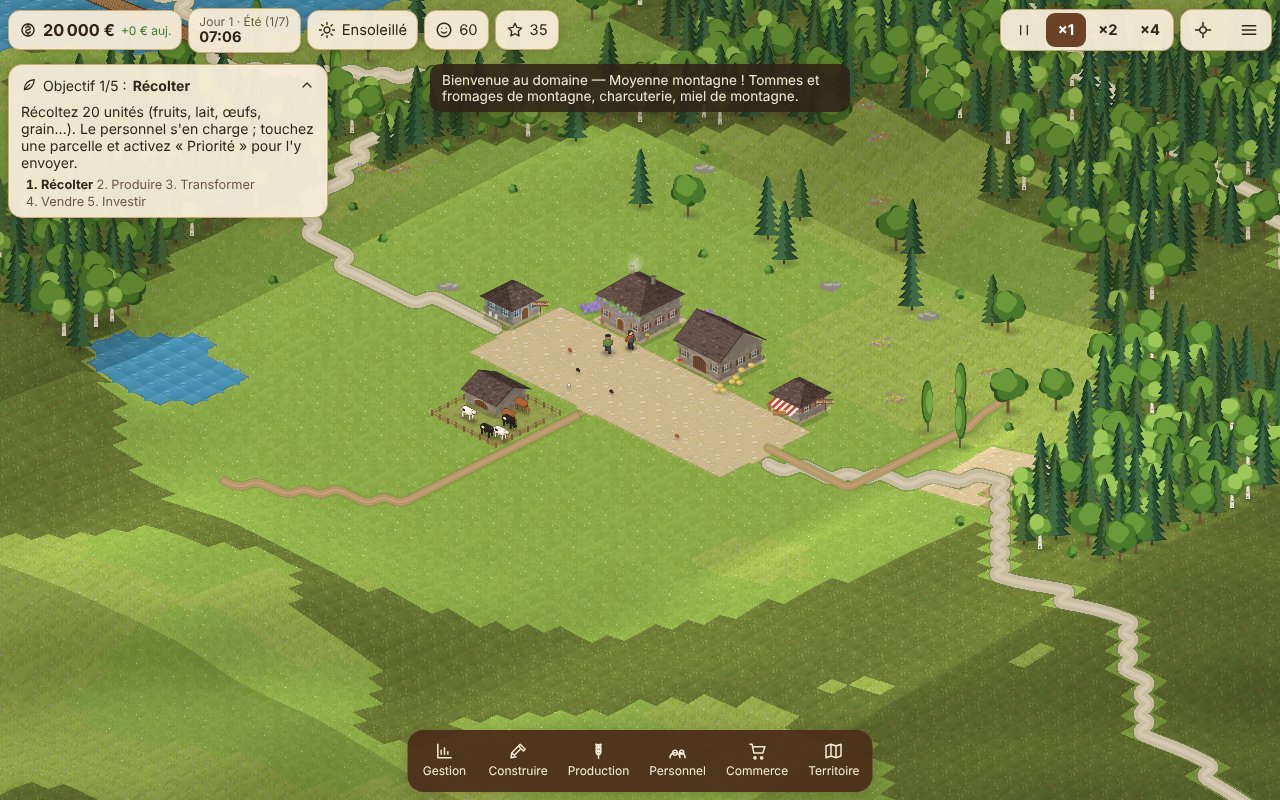 20 000 € +0 € auj.
Jour 1 · Été (1/7)
07:06
Ensoleillé
60
35
×1
×2
×4
Objectif 1/5 : Récolter
Récoltez 20 unités (fruits, lait, œufs,
grain...). Le personnel s'en charge ; touchez
une parcelle et activez « Priorité » pour l'y
envoyer.
1. Récolter 2. Produire 3. Transformer
4. Vendre 5. Investir
Bienvenue au domaine — Moyenne montagne ! Tommes et
fromages de montagne, charcuterie, miel de montagne.
Gestion
Construire
Production
Personnel
Commerce
Territoire